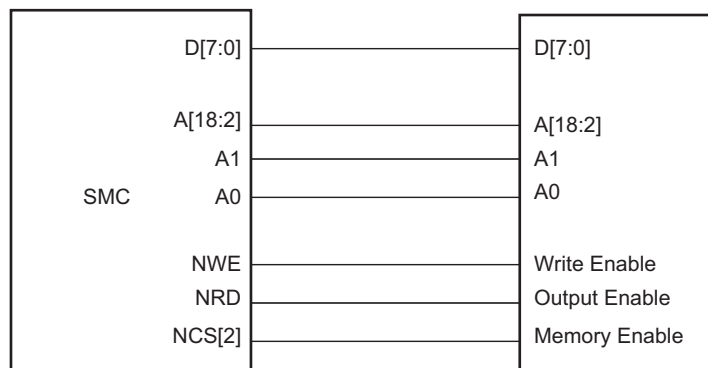 D[7:0] D[7:0]
A[18:2] A[18:2]
A1 A1
SMC A0 A0
NWE Write Enable
NRD Output Enable
NCS[2] Memory Enable